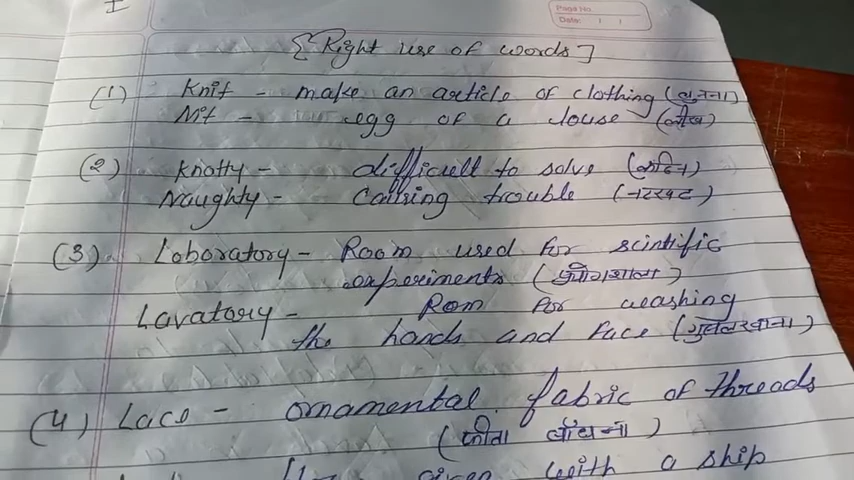 I
Page No.
Date: / /
{Right use of words}
(1) Knit - make an article of clothing (बुनना)
Nit - egg of a louse (लीख)
(2) Knotty - difficult to solve (कठिन)
Naughty - Causing trouble (नटखट)
(3) Loboratory - Room used for scintific
experiments (प्रयोगशाला)
Lavatory - Rom for washing
the hands and face (गुसलखाना)
(4) Lace - ornamental fabric of threads
(फीता बाँधना)
given with a ship